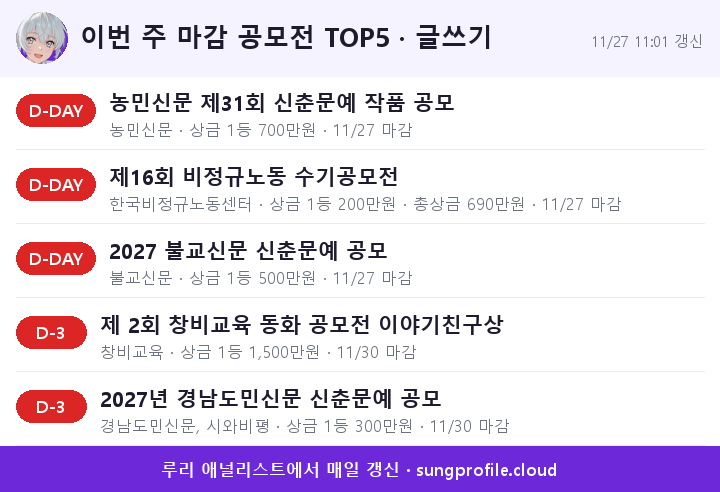 이번 주 마감 공모전 TOP5 · 글쓰기
11/27 11:01 갱신
D-DAY
농민신문 제31회 신춘문예 작품 공모
농민신문 · 상금 1등 700만원 · 11/27 마감
D-DAY
제16회 비정규노동 수기공모전
한국비정규노동센터 · 상금 1등 200만원 · 총상금 690만원 · 11/27 마감
D-DAY
2027 불교신문 신춘문예 공모
불교신문 · 상금 1등 500만원 · 11/27 마감
D-3
제 2회 창비교육 동화 공모전 이야기친구상
창비교육 · 상금 1등 1,500만원 · 11/30 마감
D-3
2027년 경남도민신문 신춘문예 공모
경남도민신문, 시와비평 · 상금 1등 300만원 · 11/30 마감
루리 애널리스트에서 매일 갱신 · sungprofile.cloud